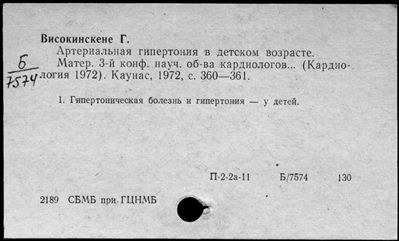 Високинскене Г.
Артериальная гипертония в детском возрасте.
Матер. 3-й конф. науч. об-ва кардиологов... (Кардио-
логия 1972). Каунас, 1972, с. 360—361.
Б
7574
1. Гипертоническая болезнь и гипертония — у детей.
П-2-2а-11 Б/7574 130
2189 СБМБ при ГЦНМБ